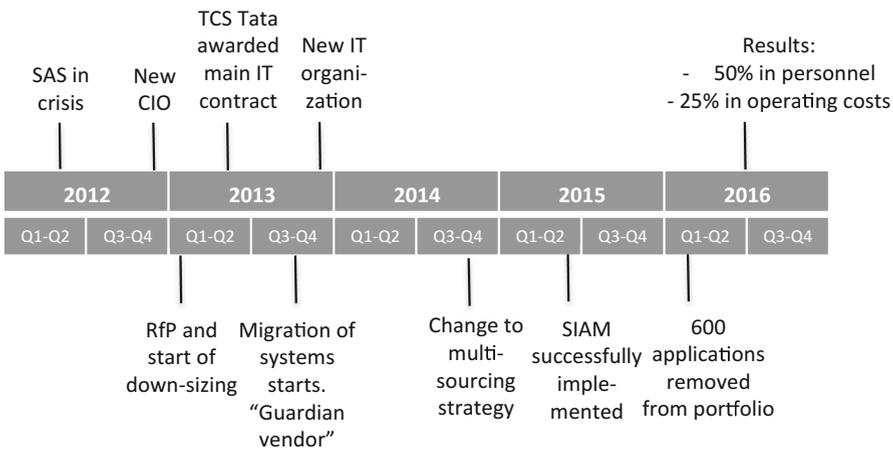 SAS in
crisis
New
CIO
TCS Tata
awarded
main IT
contract
New IT
organi-
zation
Results:
- 50% in personnel
- 25% in operating costs
2012
2013
2014
2015
2016
Q1-Q2
Q3-Q4
Q1-Q2
Q3-Q4
Q1-Q2
Q3-Q4
Q1-Q2
Q3-Q4
Q1-Q2
Q3-Q4
RfP and
start of
down-sizing
Migration of
systems
starts.
“Guardian
vendor”
Change to
multi-
sourcing
strategy
SIAM
successfully
imple-
mented
600
applications
removed
from portfolio